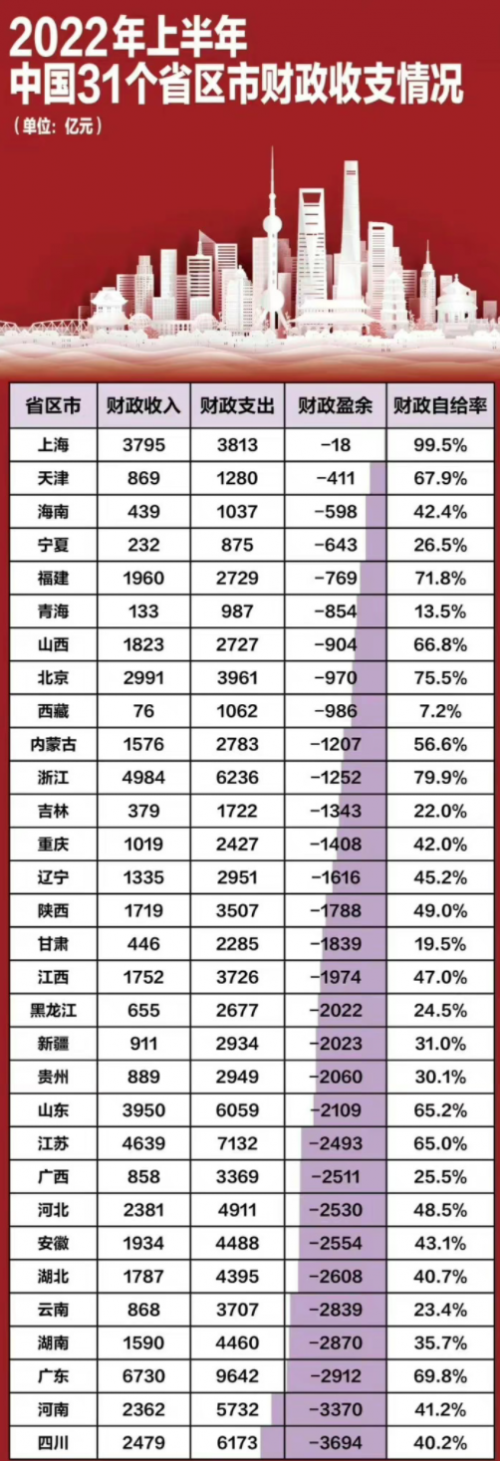 2022年上半年
中国31个省区市财政收支情况
（单位：亿元）
省区市 财政收入 财政支出 财政盈余 财政自给率
上海 3795 3813 −18 99.5%
天津 869 1280 −411 67.9%
海南 439 1037 −598 42.4%
宁夏 232 875 −643 26.5%
福建 1960 2729 −769 71.8%
青海 133 987 −854 13.5%
山西 1823 2727 −904 66.8%
北京 2991 3961 −970 75.5%
西藏 76 1062 −986 7.2%
内蒙古 1576 2783 −1207 56.6%
浙江 4984 6236 −1252 79.9%
吉林 379 1722 −1343 22.0%
重庆 1019 2427 −1408 42.0%
辽宁 1335 2951 −1616 45.2%
陕西 1719 3507 −1788 49.0%
甘肃 446 2285 −1839 19.5%
江西 1752 3726 −1974 47.0%
黑龙江 655 2677 −2022 24.5%
新疆 911 2934 −2023 31.0%
贵州 889 2949 −2060 30.1%
山东 3950 6059 −2109 65.2%
江苏 4639 7132 −2493 65.0%
广西 858 3369 −2511 25.5%
河北 2381 4911 −2530 48.5%
安徽 1934 4488 −2554 43.1%
湖北 1787 4395 −2608 40.7%
云南 868 3707 −2839 23.4%
湖南 1590 4460 −2870 35.7%
广东 6730 9642 −2912 69.8%
河南 2362 5732 −3370 41.2%
四川 2479 6173 −3694 40.2%